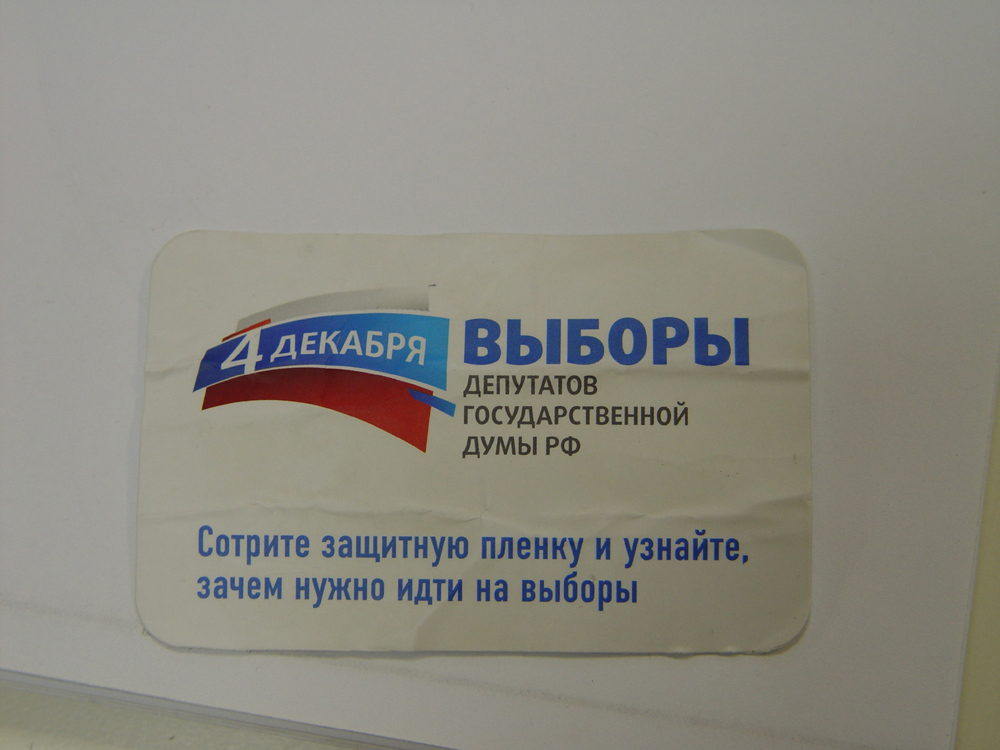 4 ДЕКАБРЯ
ВЫБОРЫ
ДЕПУТАТОВ
ГОСУДАРСТВЕННОЙ
ДУМЫ РФ
Сотрите защитную пленку и узнайте,
зачем нужно идти на выборы